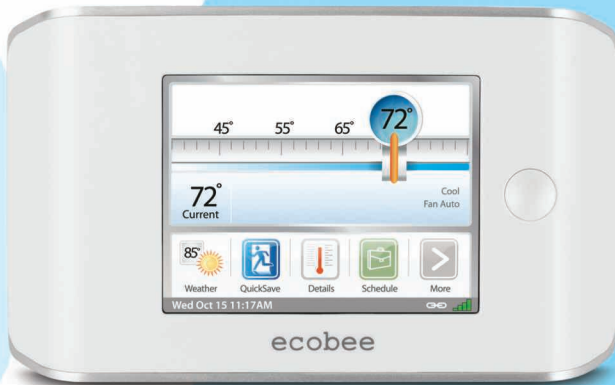 72°
45° 55° 65°
72°
Current
Cool
Fan Auto
85°
Weather QuickSave Details Schedule More
Wed Oct 15 11:17AM
ecobee